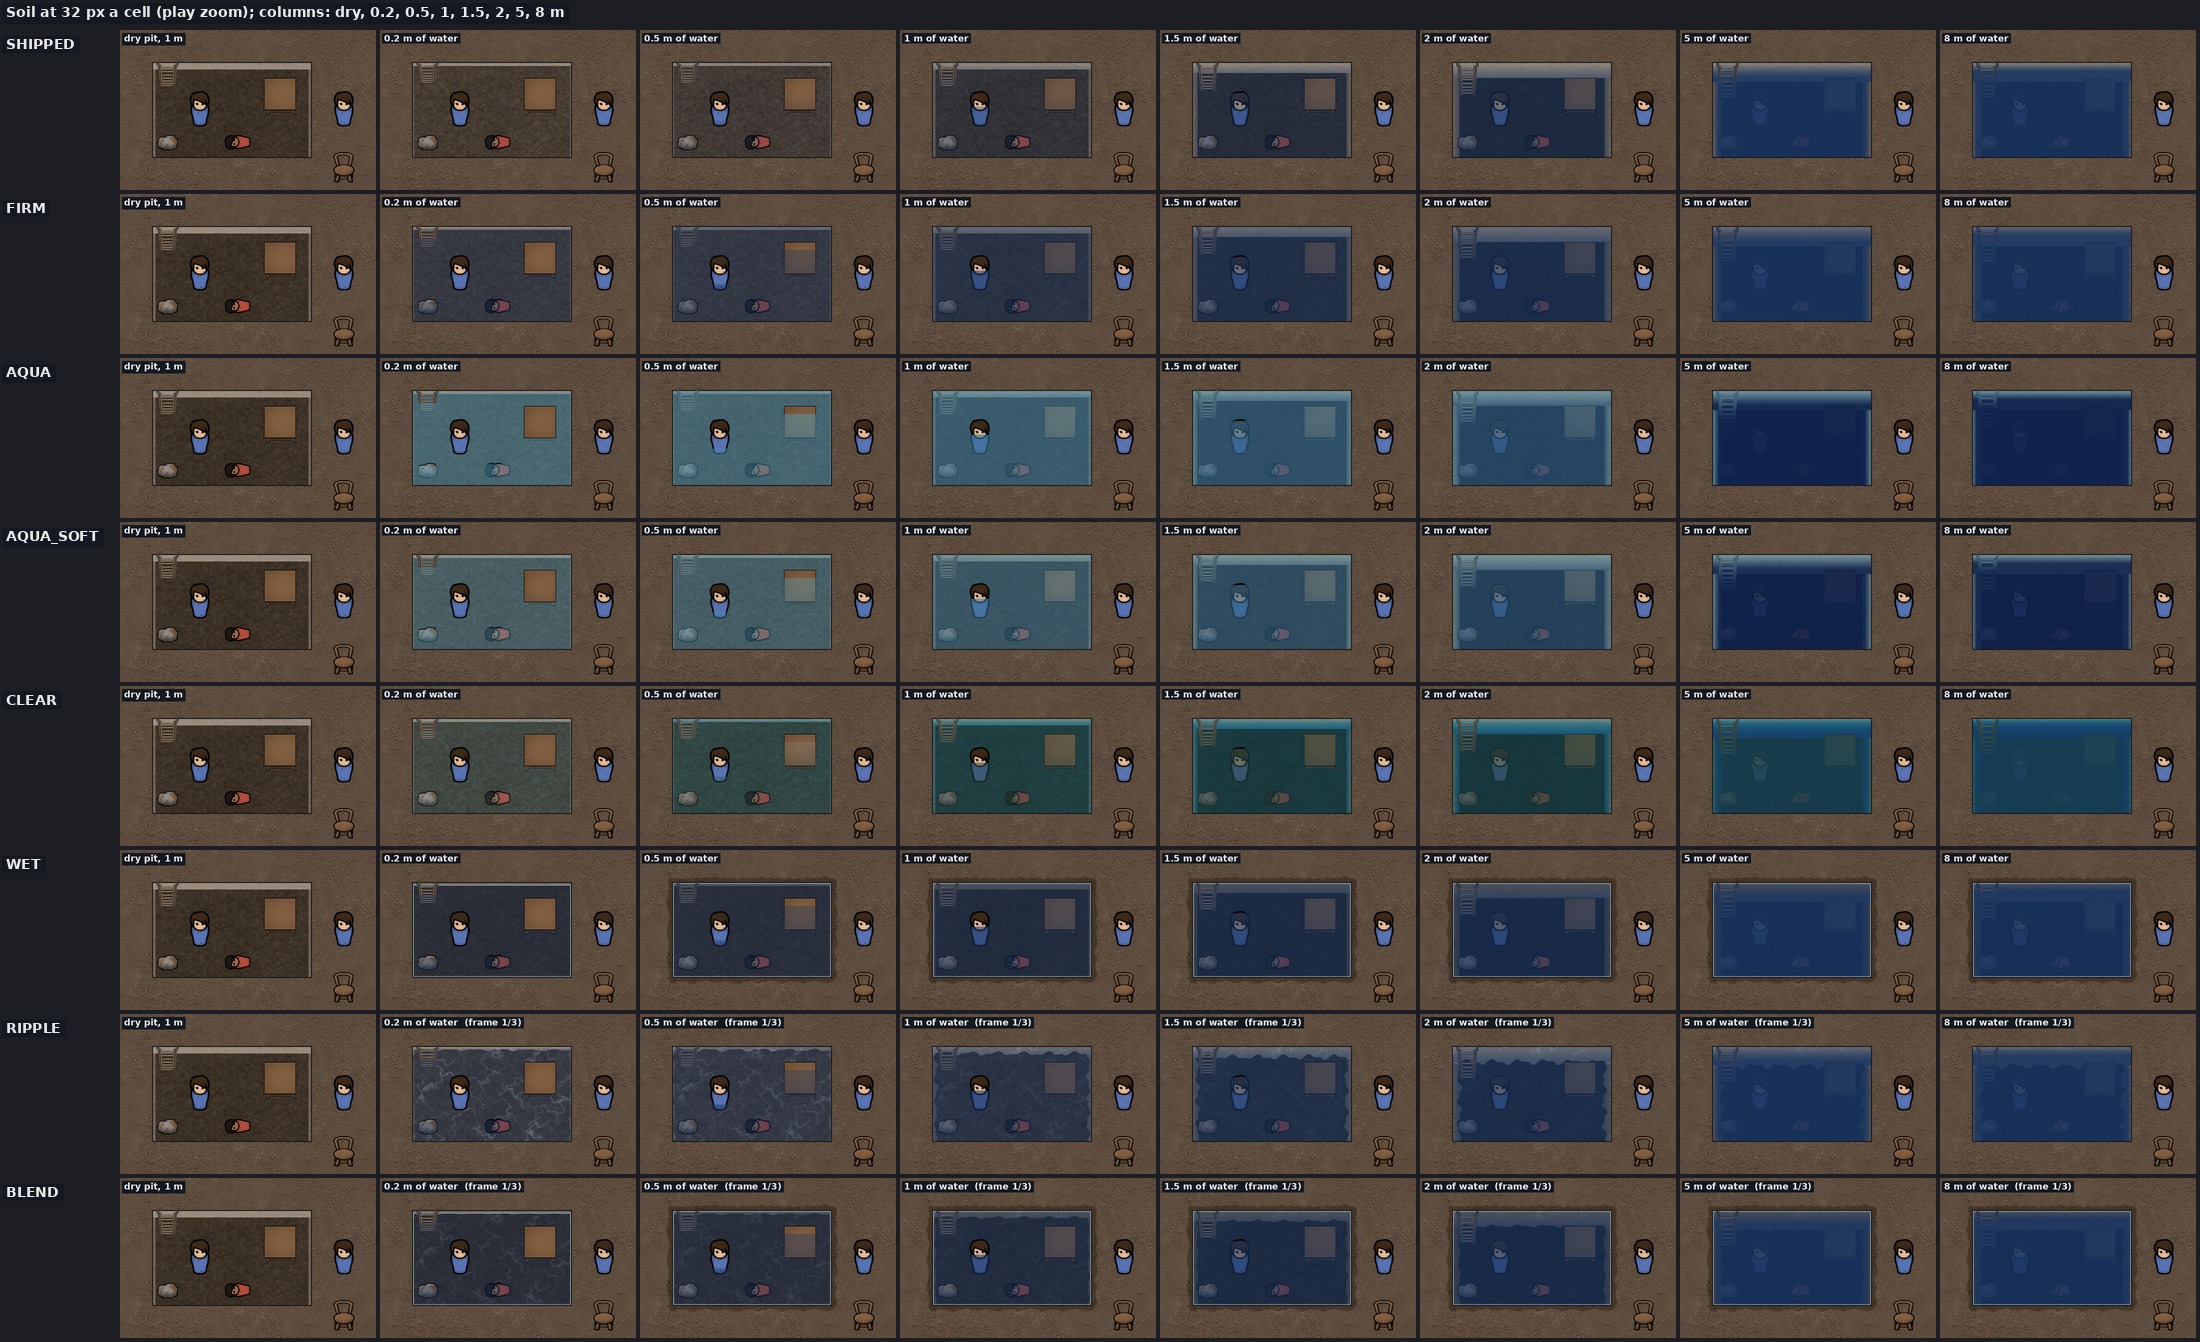 Soil at 32 px a cell (play zoom); columns: dry, 0.2, 0.5, 1, 1.5, 2, 5, 8 m
SHIPPED
dry pit, 1 m
0.2 m of water
0.5 m of water
1 m of water
1.5 m of water
2 m of water
5 m of water
8 m of water
FIRM
dry pit, 1 m
0.2 m of water
0.5 m of water
1 m of water
1.5 m of water
2 m of water
5 m of water
8 m of water
AQUA
dry pit, 1 m
0.2 m of water
0.5 m of water
1 m of water
1.5 m of water
2 m of water
5 m of water
8 m of water
AQUA_SOFT
dry pit, 1 m
0.2 m of water
0.5 m of water
1 m of water
1.5 m of water
2 m of water
5 m of water
8 m of water
CLEAR
dry pit, 1 m
0.2 m of water
0.5 m of water
1 m of water
1.5 m of water
2 m of water
5 m of water
8 m of water
WET
dry pit, 1 m
0.2 m of water
0.5 m of water
1 m of water
1.5 m of water
2 m of water
5 m of water
8 m of water
RIPPLE
dry pit, 1 m
0.2 m of water (frame 1/3)
0.5 m of water (frame 1/3)
1 m of water (frame 1/3)
1.5 m of water (frame 1/3)
2 m of water (frame 1/3)
5 m of water (frame 1/3)
8 m of water (frame 1/3)
BLEND
dry pit, 1 m
0.2 m of water (frame 1/3)
0.5 m of water (frame 1/3)
1 m of water (frame 1/3)
1.5 m of water (frame 1/3)
2 m of water (frame 1/3)
5 m of water (frame 1/3)
8 m of water (frame 1/3)